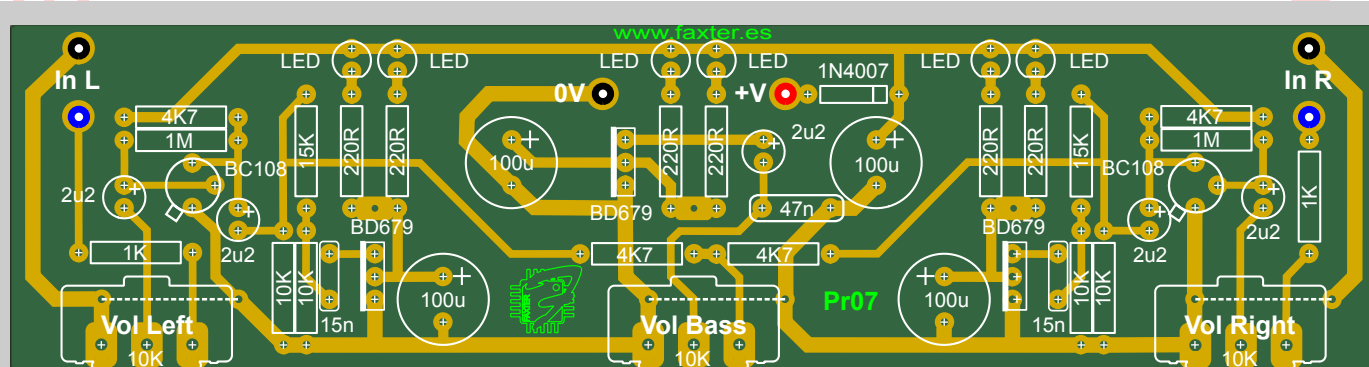 www.faxter.es
LED LED LED LED LED LED
In L 0V +V 1N4007 In R
4K7 4K7
1M 2u2 1M
15K 220R 220R 100u 220R 220R 100u 220R 220R 15K
BC108 BC108
2u2 47n 1K
BD679 BD679 BD679
2u2 2u2 2u2
1K 4K7 4K7
10K 10K 100u Pr07 100u 10K 10K
15n 15n
Vol Left Vol Bass Vol Right
10K 10K 10K